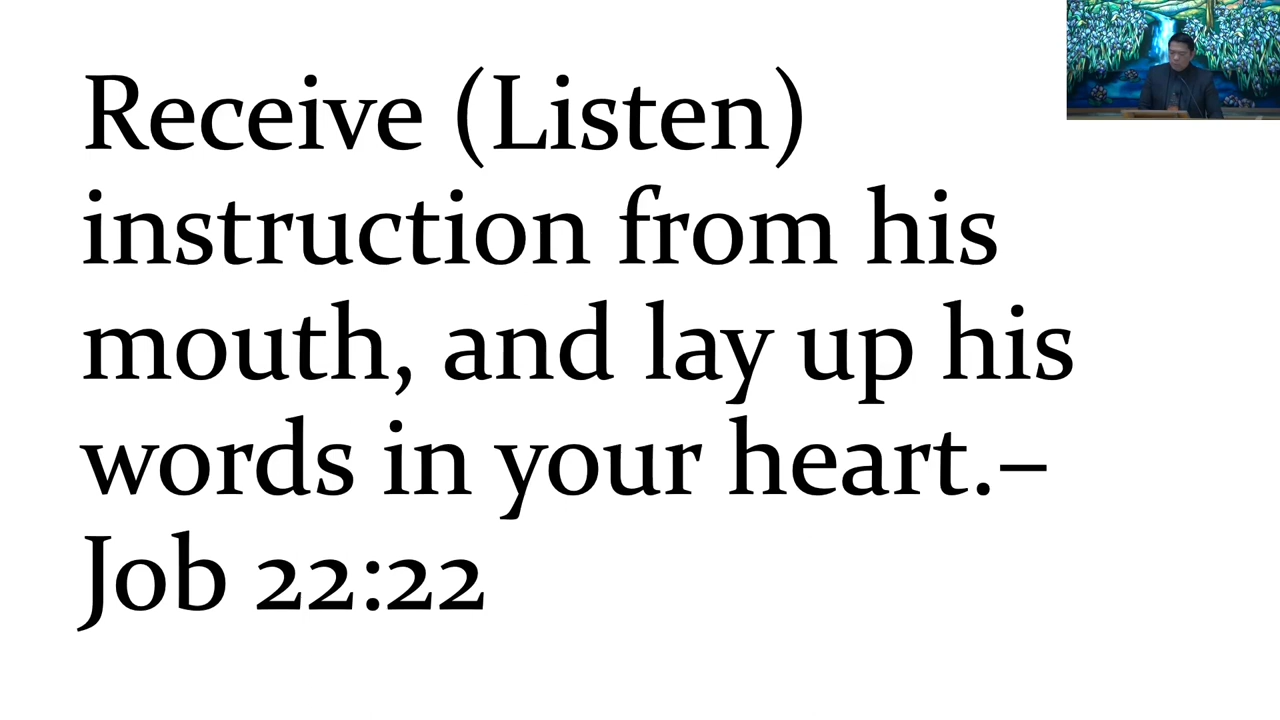 Receive (Listen)
instruction from his
mouth, and lay up his
words in your heart.–
Job 22:22